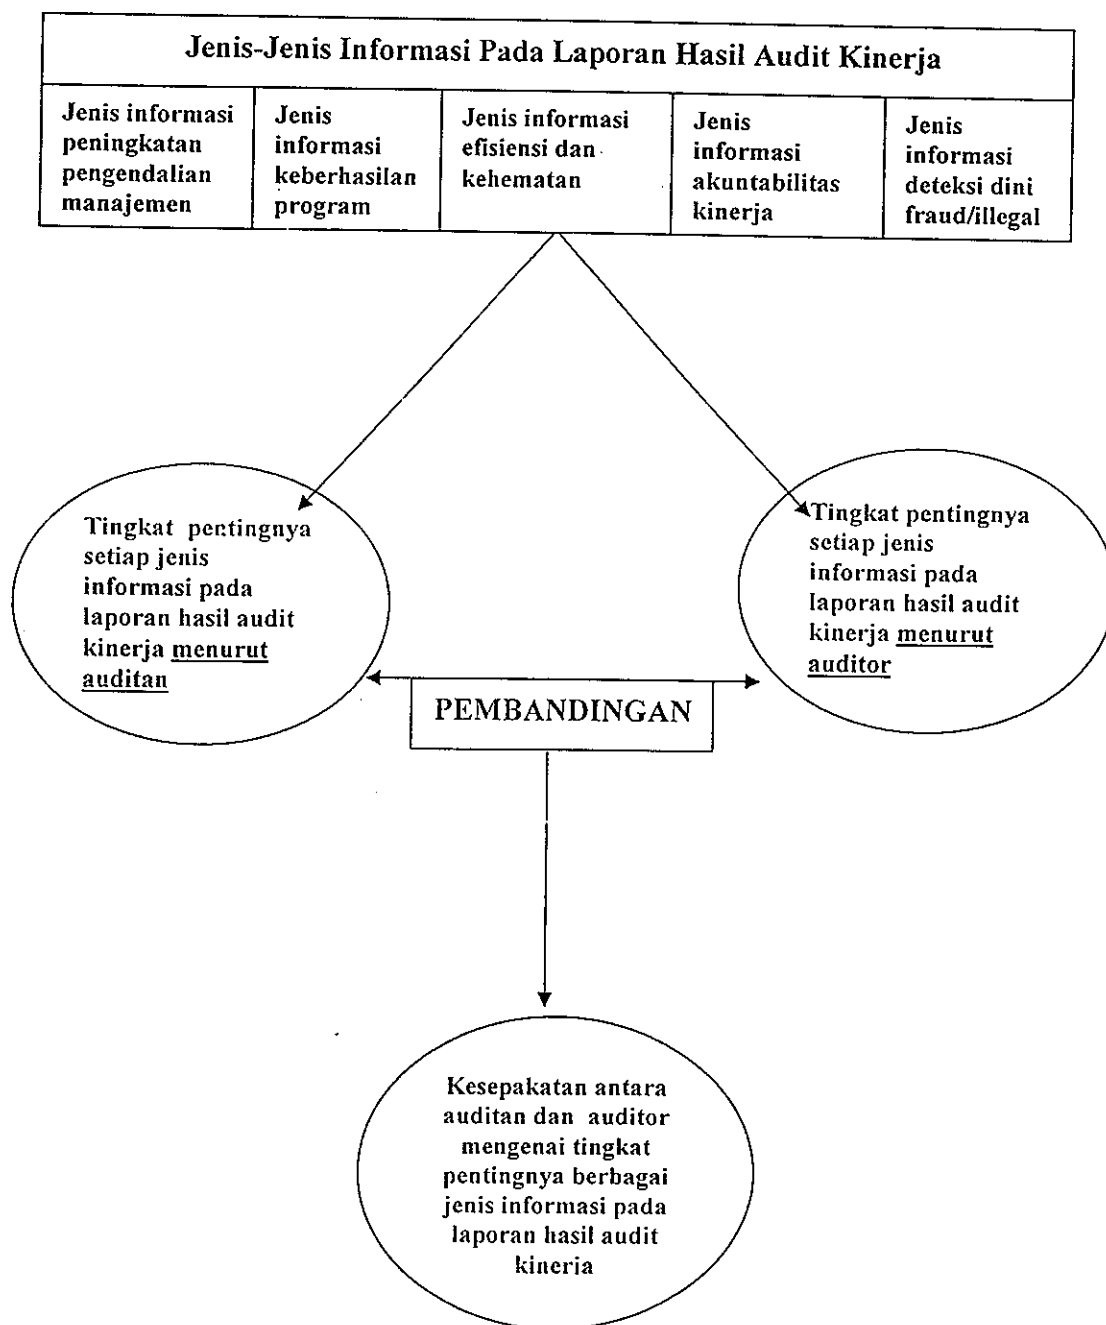 Jenis-Jenis Informasi Pada Laporan Hasil Audit Kinerja
Jenis informasi
peningkatan
pengendalian
manajemen
Jenis
informasi
keberhasilan
program
Jenis informasi
efisiensi dan
kehematan
Jenis
informasi
akuntabilitas
kinerja
Jenis
informasi
deteksi dini
fraud/illegal
Tingkat pentingnya
setiap jenis
informasi pada
laporan hasil audit
kinerja menurut
auditan
Tingkat pentingnya
setiap jenis
informasi pada
laporan hasil audit
kinerja menurut
auditor
PEMBANDINGAN
Kesepakatan antara
auditan dan auditor
mengenai tingkat
pentingnya berbagai
jenis informasi pada
laporan hasil audit
kinerja